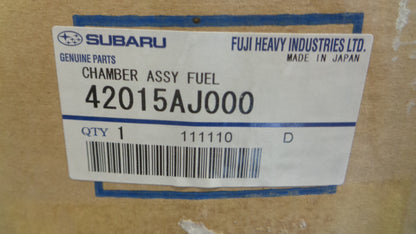 SUBARU
FUJI HEAVY INDUSTRIES LTD.
GENUINE PARTS
MADE IN JAPAN
CHAMBER ASSY FUEL
42015AJ000
QTY 1 111110 D